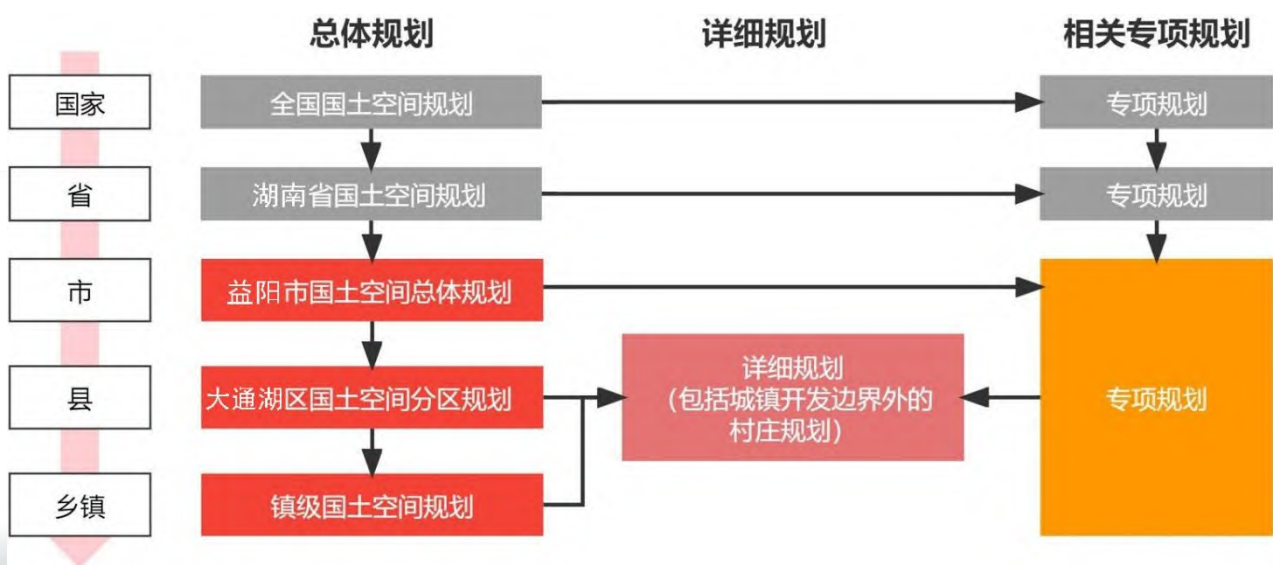 总体规划
详细规划
相关专项规划
国家
全国国土空间规划
专项规划
省
湖南省国土空间规划
专项规划
市
益阳市国土空间总体规划
县
大通湖区国土空间分区规划
详细规划
(包括城镇开发边界外的
村庄规划)
专项规划
乡镇
镇级国土空间规划